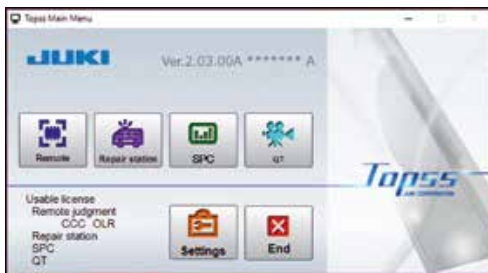 Topss Main Menu
JUKI
Ver.2.03.00A ******* A
Remote
Repair station
SPC
QT
Topss
Usable license
Remote judgment
CCC OLR
Repair station
SPC
QT
Settings
End